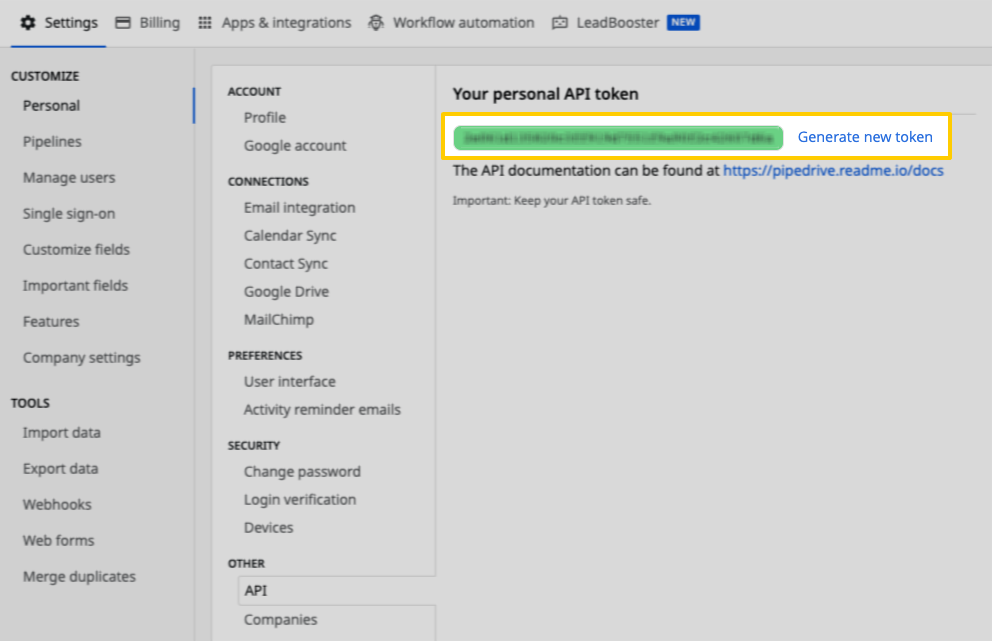 Settings
Billing
Apps & integrations
Workflow automation
LeadBooster NEW
CUSTOMIZE
Personal
Pipelines
Manage users
Single sign-on
Customize fields
Important fields
Features
Company settings
TOOLS
Import data
Export data
Webhooks
Web forms
Merge duplicates
ACCOUNT
Profile
Google account
CONNECTIONS
Email integration
Calendar Sync
Contact Sync
Google Drive
MailChimp
PREFERENCES
User interface
Activity reminder emails
SECURITY
Change password
Login verification
Devices
OTHER
API
Companies
Your personal API token
Generate new token
The API documentation can be found at https://pipedrive.readme.io/docs
Important: Keep your API token safe.